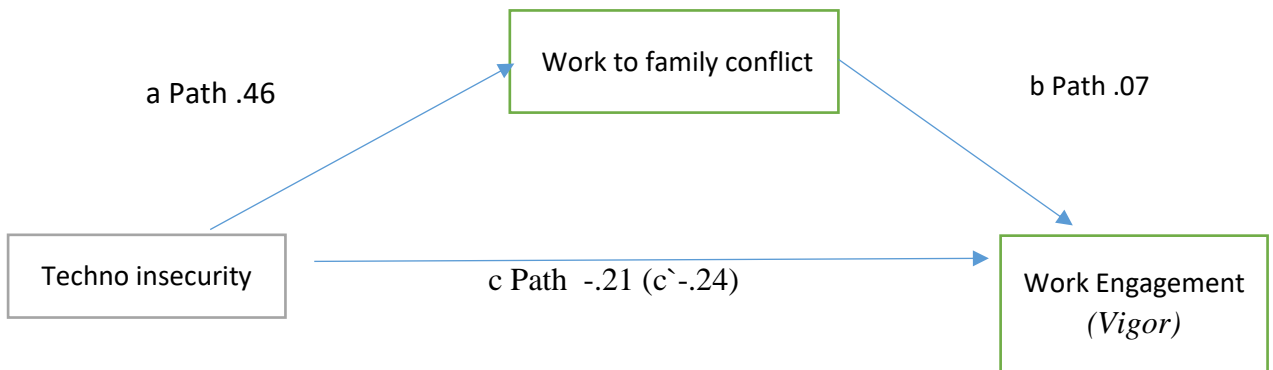 Work to family conflict
a Path .46
b Path .07
Techno insecurity
c Path -.21 (c`-.24)
Work Engagement
(Vigor)